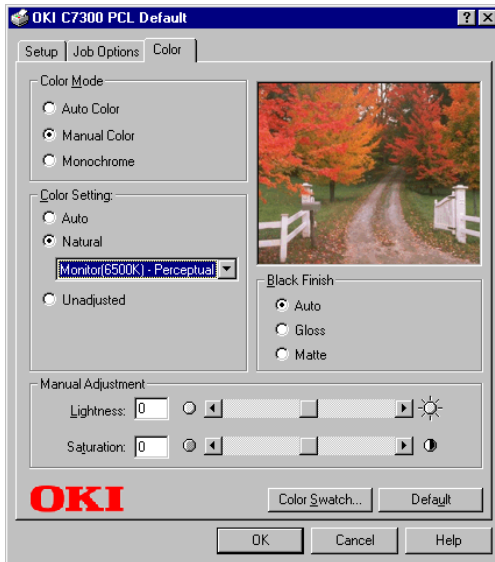 OKI C7300 PCL Default
Setup
Job Options
Color
Color Mode
Auto Color
Manual Color
Monochrome
Color Setting:
Auto
Natural
Monitor(6500K) - Perceptual
Unadjusted
Black Finish
Auto
Gloss
Matte
Manual Adjustment
Lightness: 0
Saturation: 0
OKI
Color Swatch...
Default
OK
Cancel
Help